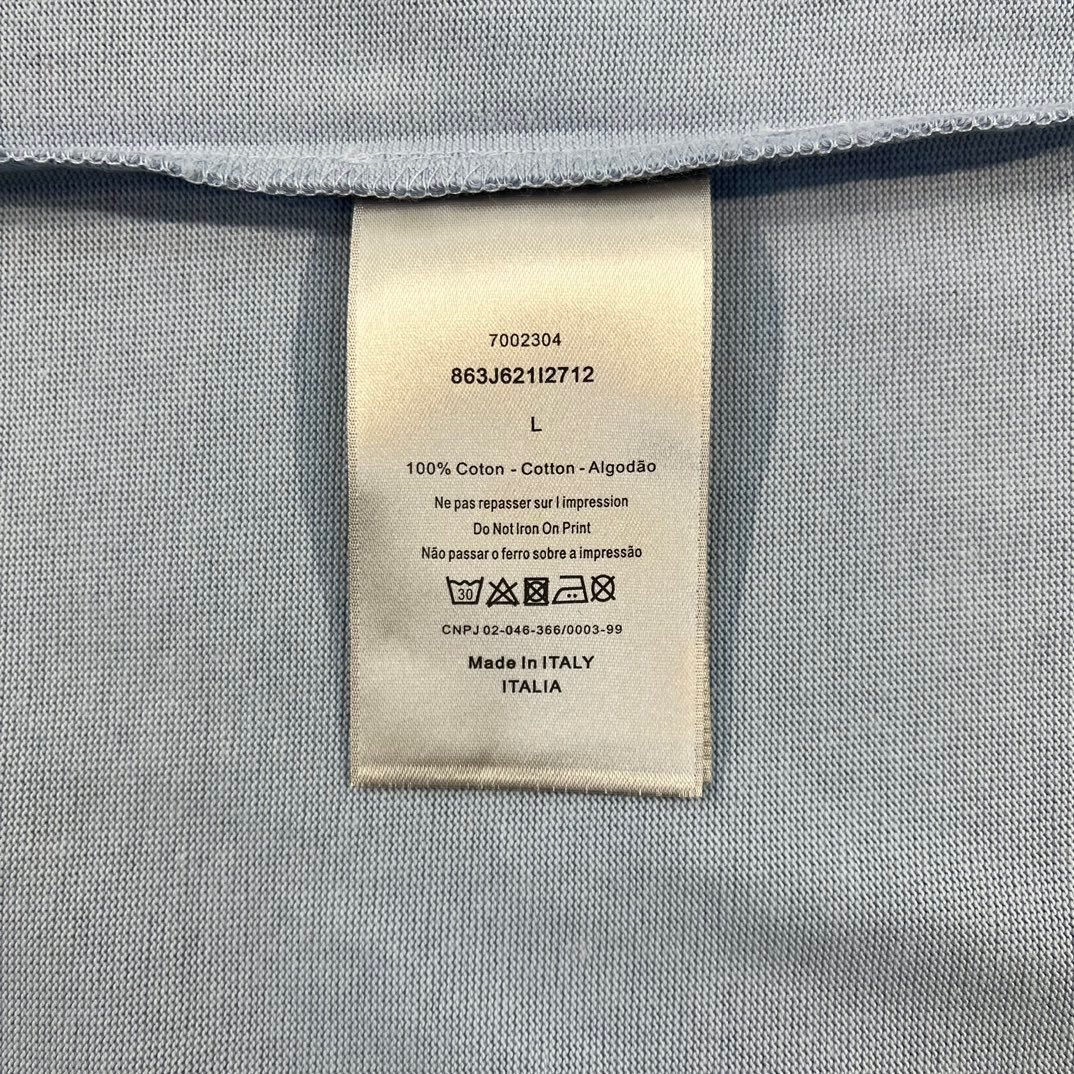 7002304
863J621I2712
L
100% Coton - Cotton - Algodão
Ne pas repasser sur l impression
Do Not Iron On Print
Não passar o ferro sobre a impressão
30
CNPJ 02-046-366/0003-99
Made In ITALY
ITALIA